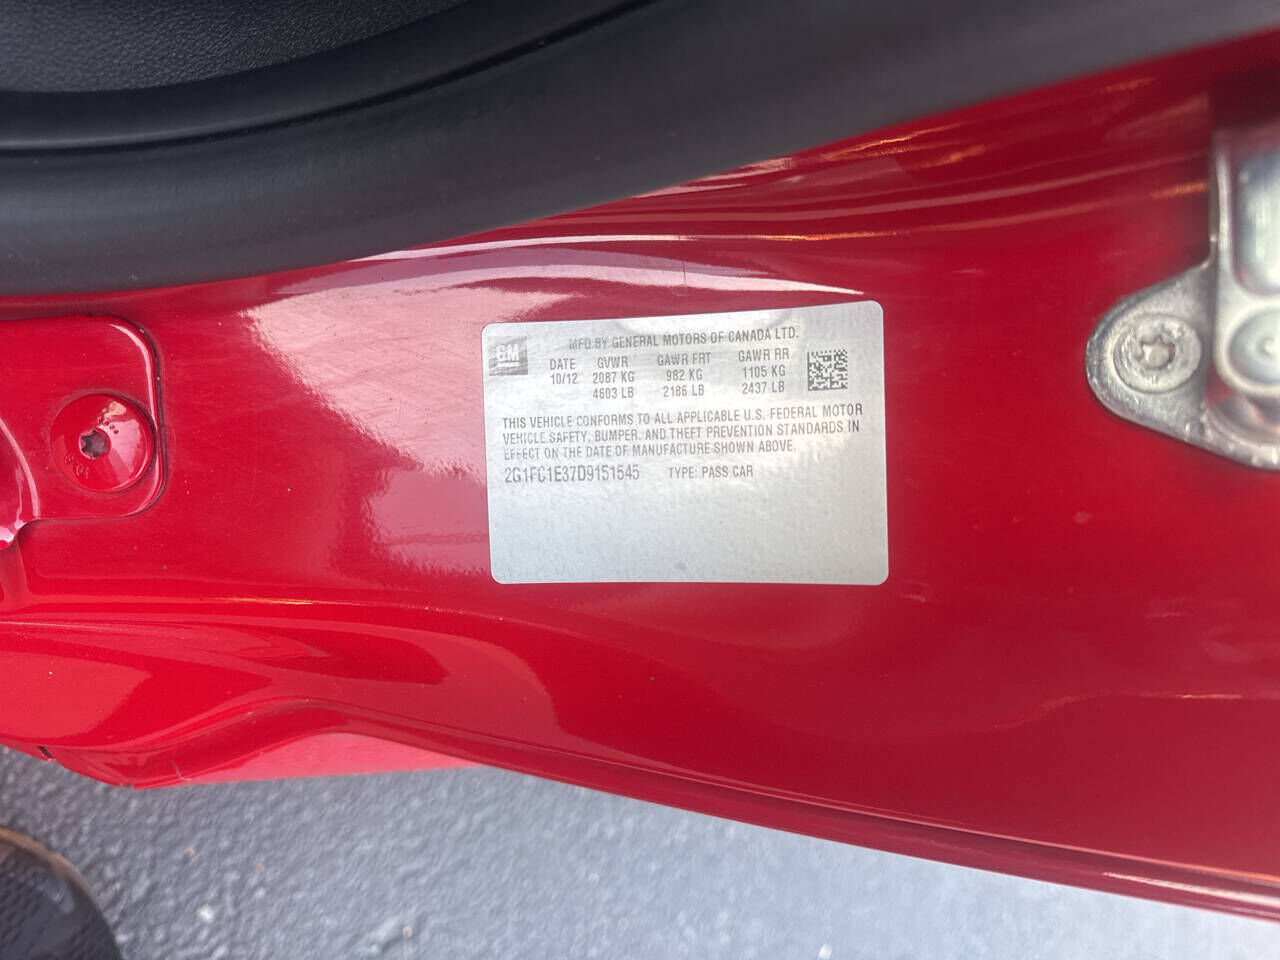 GM
MFD BY GENERAL MOTORS OF CANADA LTD.
DATE GVWR GAWR FRT GAWR RR
10/12 2087 KG 982 KG 1105 KG
4603 LB 2186 LB 2437 LB
THIS VEHICLE CONFORMS TO ALL APPLICABLE U.S. FEDERAL MOTOR
VEHICLE SAFETY, BUMPER, AND THEFT PREVENTION STANDARDS IN
EFFECT ON THE DATE OF MANUFACTURE SHOWN ABOVE.
2G1FC1E37D9151545 TYPE: PASS CAR